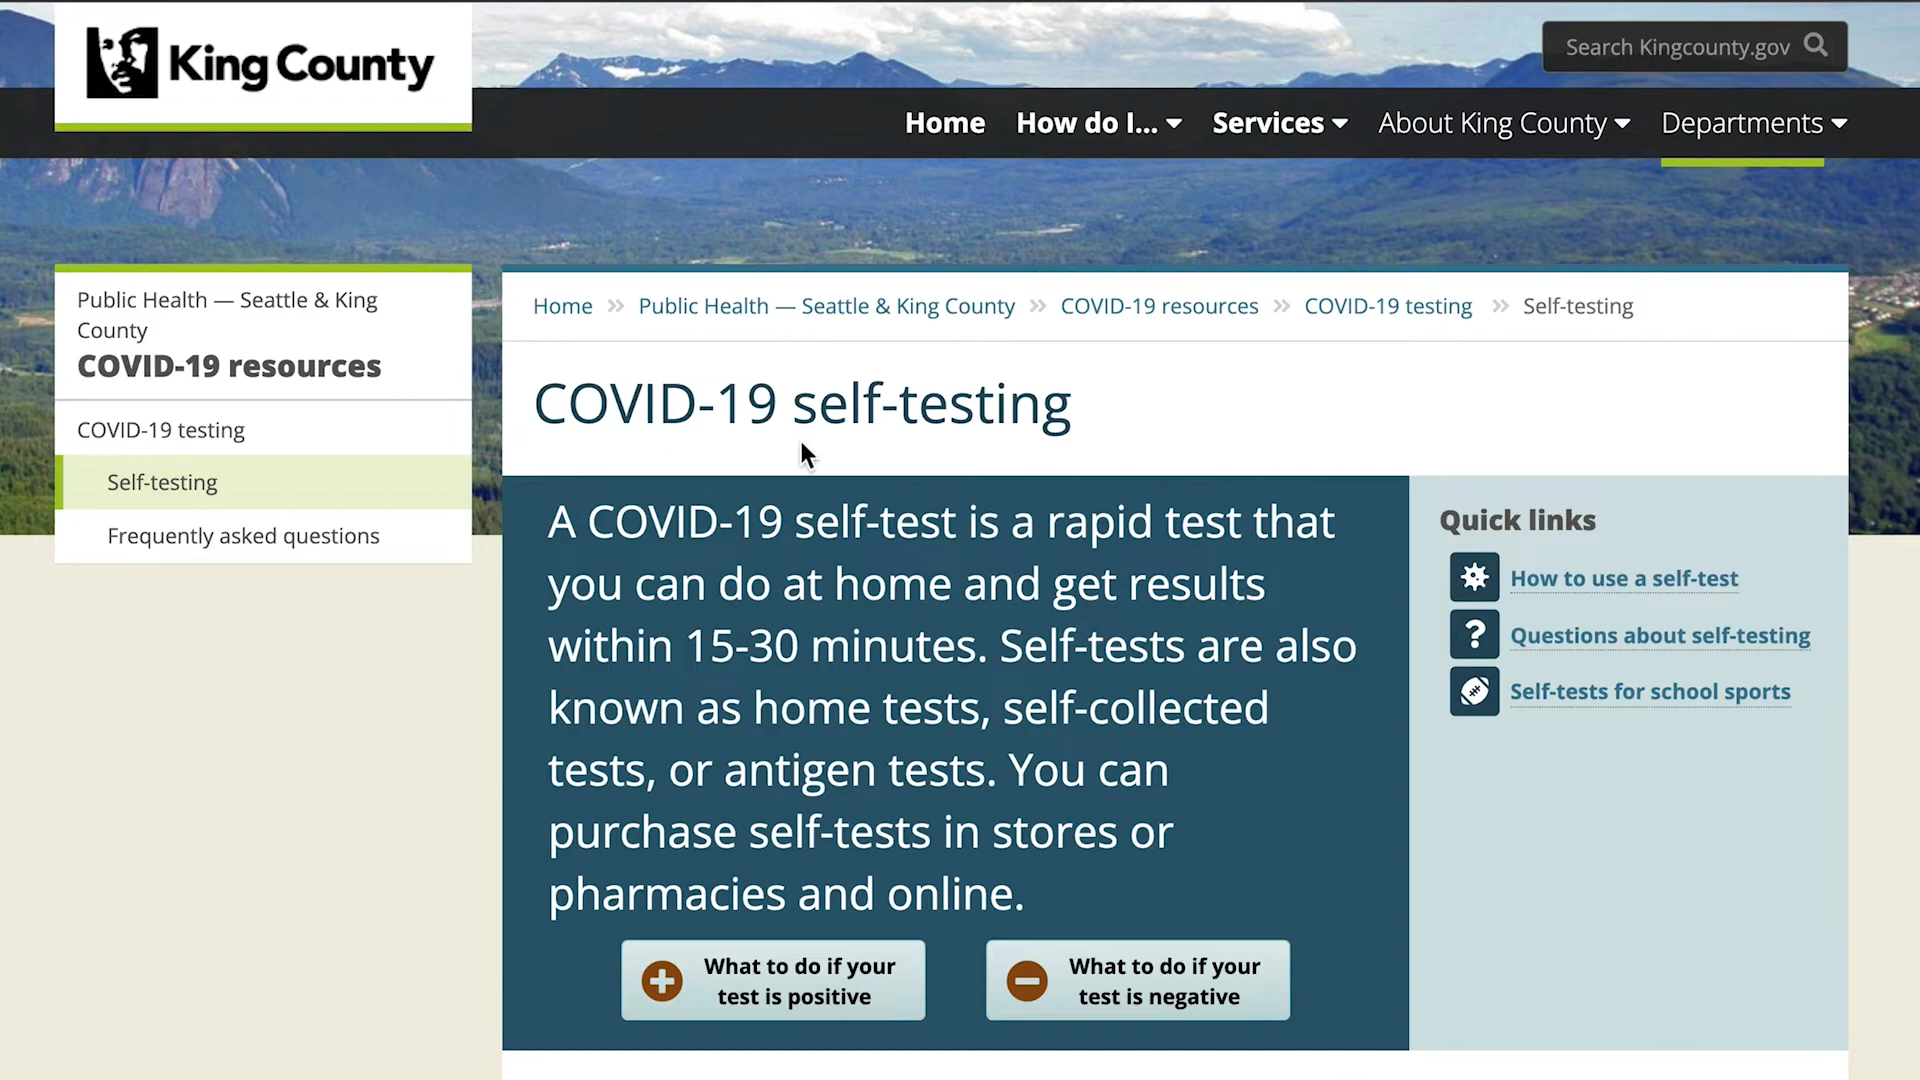 King County
Search Kingcounty.gov
Home How do I... Services About King County Departments
Public Health — Seattle & King
County
COVID-19 resources
COVID-19 testing
Self-testing
Frequently asked questions
Home » Public Health — Seattle & King County » COVID-19 resources » COVID-19 testing » Self-testing
COVID-19 self-testing
A COVID-19 self-test is a rapid test that
you can do at home and get results
within 15-30 minutes. Self-tests are also
known as home tests, self-collected
tests, or antigen tests. You can
purchase self-tests in stores or
pharmacies and online.
What to do if your
test is positive
What to do if your
test is negative
Quick links
How to use a self-test
Questions about self-testing
Self-tests for school sports